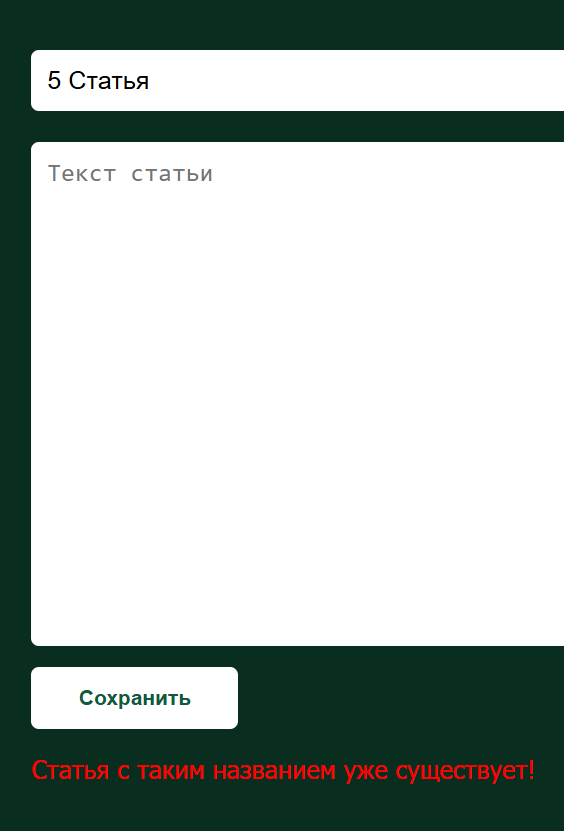 5 Статья
Текст статьи
Сохранить
Статья с таким названием уже существует!